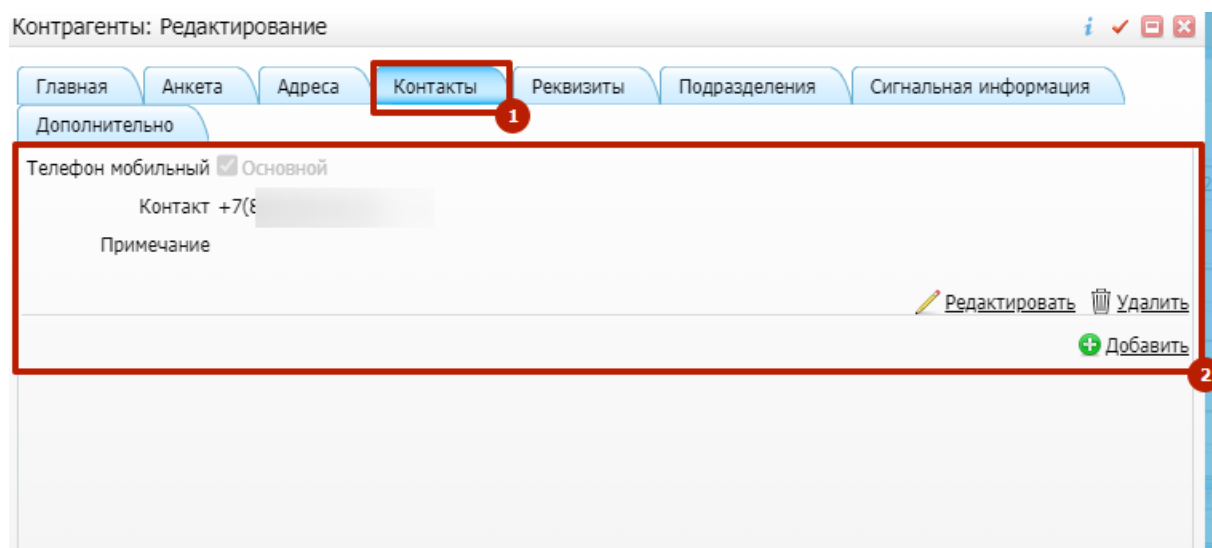 Контрагенты: Редактирование
Главная Анкета Адреса Контакты Реквизиты Подразделения Сигнальная информация
1
Дополнительно
Телефон мобильный Основной
Контакт +7(8
Примечание
Редактировать Удалить
Добавить
2